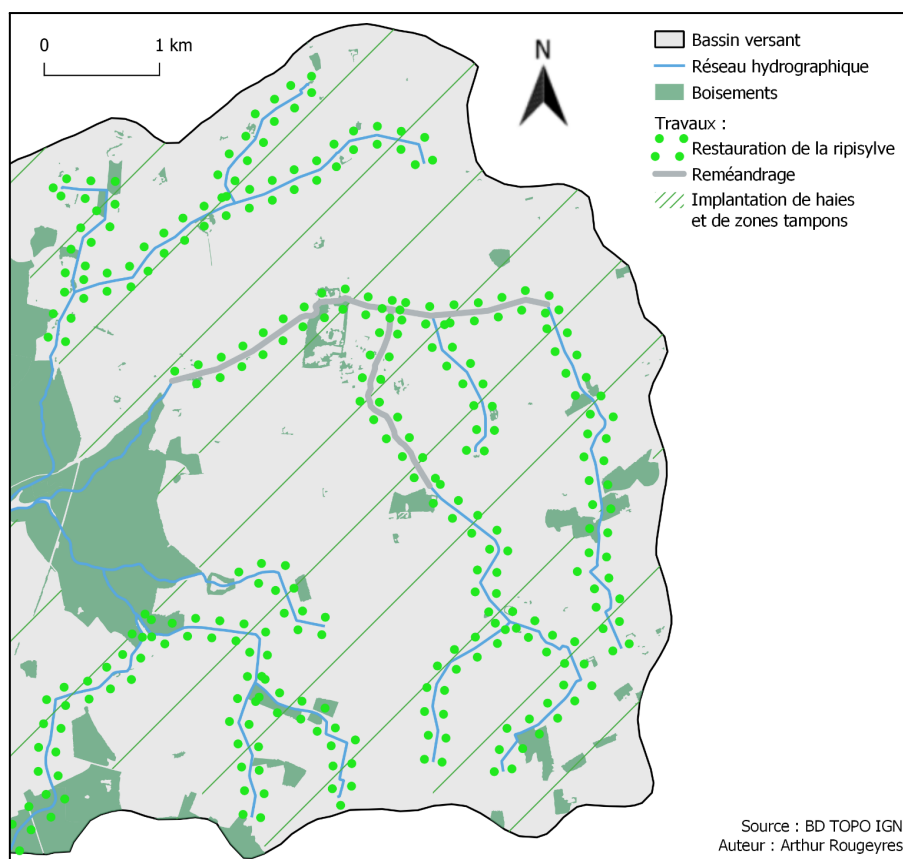 0 1 km
N
Bassin versant
Réseau hydrographique
Boisements
Travaux :
Restauration de la ripisylve
Reméandrage
Implantation de haies
et de zones tampons
Source : BD TOPO IGN
Auteur : Arthur Rougeyres